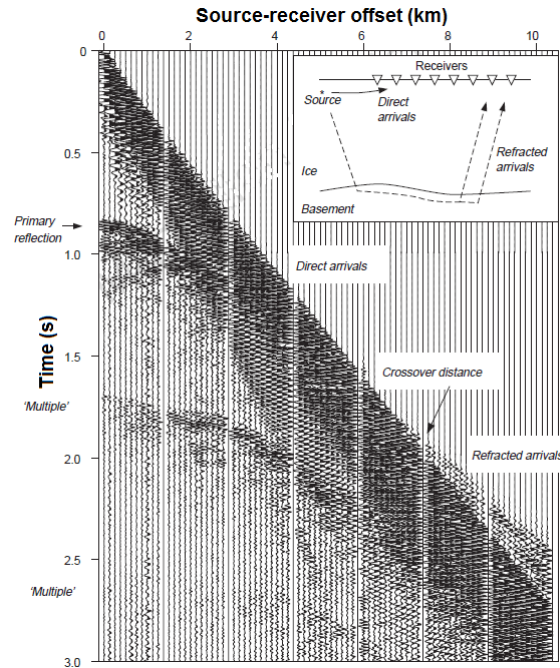 Source-receiver offset (km)
0 2 4 6 8 10
0
Receivers
Source
Direct
arrivals
Refracted
arrivals
Ice
Basement
0.5
Primary
reflection
1.0
Direct arrivals
Time (s)
1.5
Crossover distance
'Multiple'
2.0
Refracted arrivals
2.5
'Multiple'
3.0